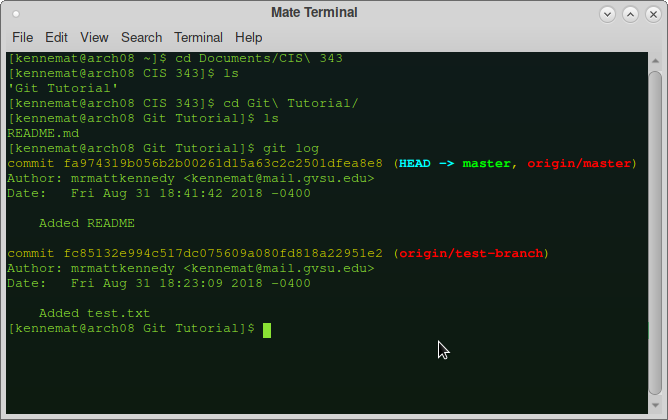 Mate Terminal
File Edit View Search Terminal Help
[kennemat@arch08 ~]$ cd Documents/CIS\ 343
[kennemat@arch08 CIS 343]$ ls
'Git Tutorial'
[kennemat@arch08 CIS 343]$ cd Git\ Tutorial/
[kennemat@arch08 Git Tutorial]$ ls
README.md
[kennemat@arch08 Git Tutorial]$ git log
commit fa974319b056b2b00261d15a63c2c2501dfea8e8 (HEAD -> master, origin/master)
Author: mrmattkennedy <kennemat@mail.gvsu.edu>
Date:   Fri Aug 31 18:41:42 2018 -0400
    Added README
commit fc85132e994c517dc075609a080fd818a22951e2 (origin/test-branch)
Author: mrmattkennedy <kennemat@mail.gvsu.edu>
Date:   Fri Aug 31 18:23:09 2018 -0400
    Added test.txt
[kennemat@arch08 Git Tutorial]$